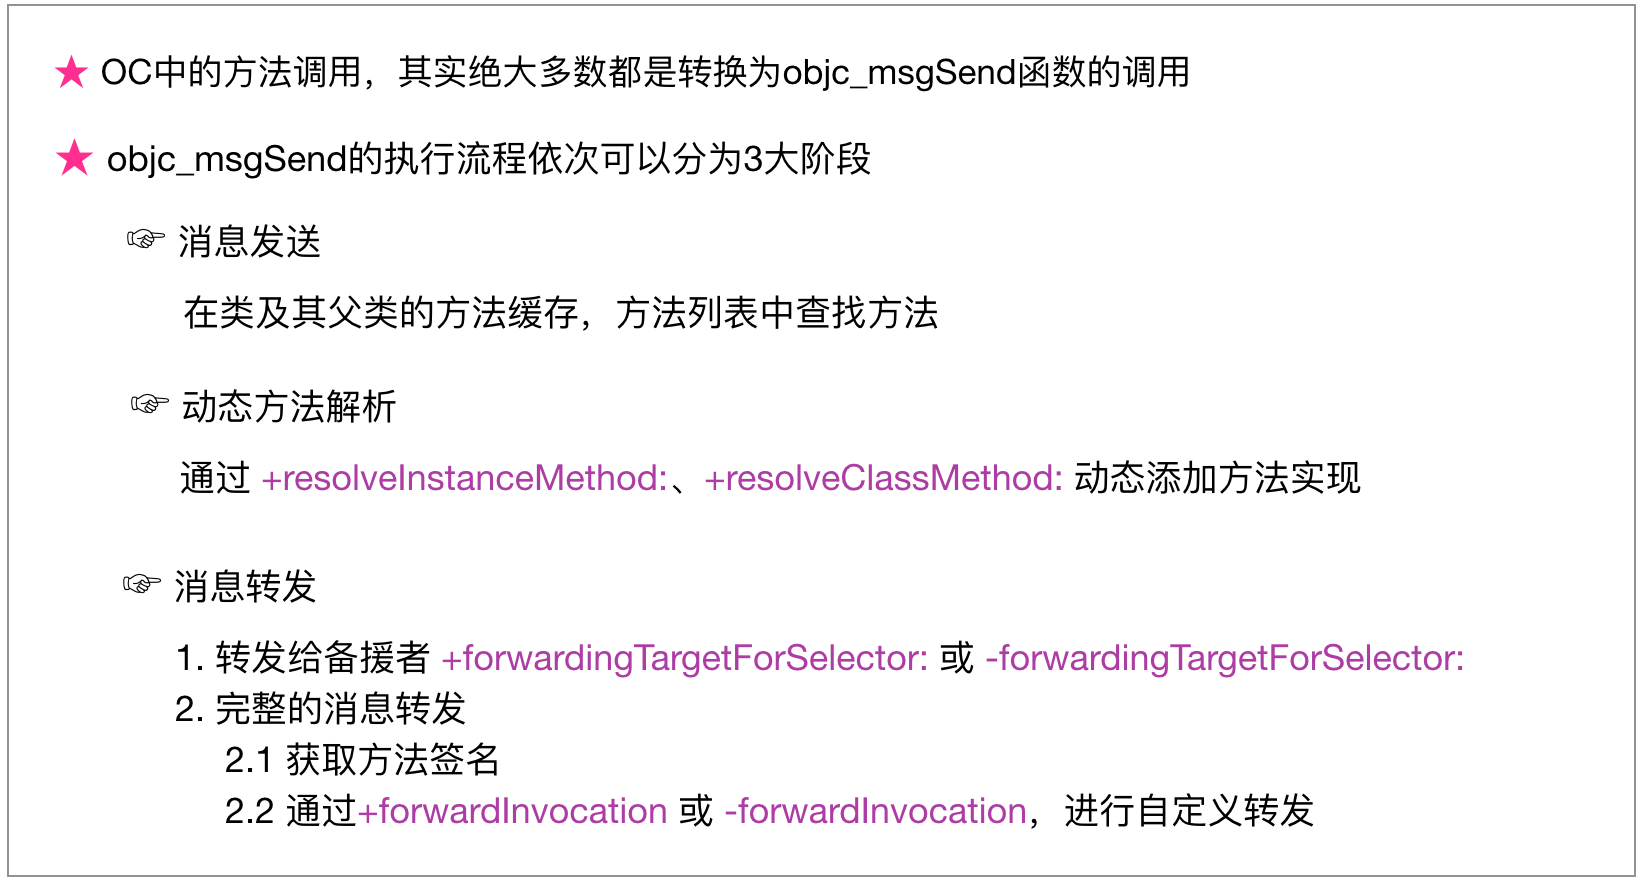 ★ OC中的方法调用，其实绝大多数都是转换为objc_msgSend函数的调用
★ objc_msgSend的执行流程依次可以分为3大阶段
☞ 消息发送
在类及其父类的方法缓存，方法列表中查找方法
☞ 动态方法解析
通过 +resolveInstanceMethod:、+resolveClassMethod: 动态添加方法实现
☞ 消息转发
1. 转发给备援者 +forwardingTargetForSelector: 或 -forwardingTargetForSelector:
2. 完整的消息转发
2.1 获取方法签名
2.2 通过+forwardInvocation 或 -forwardInvocation，进行自定义转发